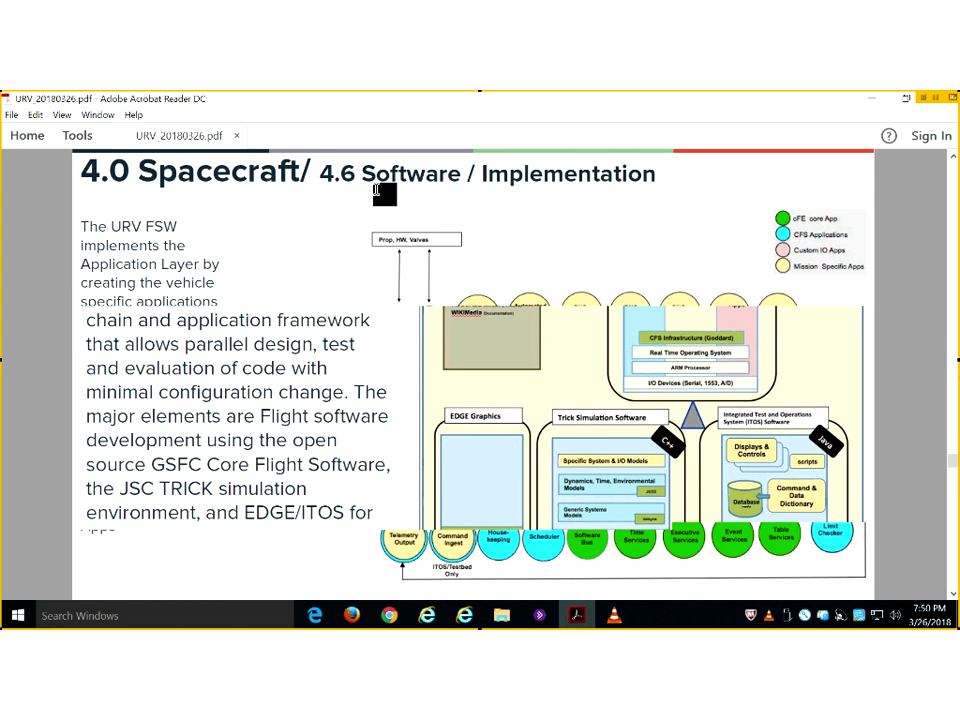 URV_20180326.pdf - Adobe Acrobat Reader DC
File Edit View Window Help
Home Tools URV_20180326.pdf × ? Sign In
4.0 Spacecraft/ 4.6 Software / Implementation
The URV FSW
implements the
Application Layer by
creating the vehicle
specific applications
chain and application framework
that allows parallel design, test
and evaluation of code with
minimal configuration change. The
major elements are Flight software
development using the open
source GSFC Core Flight Software,
the JSC TRICK simulation
environment, and EDGE/ITOS for
Prop, HW, Valves
cFE core App
CFS Applications
Custom IO Apps
Mission Specific Apps
WIKIMedia (Documentation)
CFS Infrastructure (Goddard)
Real Time Operating System
ARM Processor
I/O Devices (Serial, 1553, A/D)
EDGE Graphics
Trick Simulation Software
C++
Specific System & I/O Models
Dynamics, Time, Environmental
Models
Generic Systems
Models
Integrated Test and Operations
System (ITOS) Software
Java
Displays &
Controls
scripts
Database
Command &
Data
Dictionary
Telemetry
Output
Command
Ingest
House-
keeping
Scheduler
Software
Bus
Time
Services
Executive
Services
Event
Services
Table
Services
Limit
Checker
ITOS/Testbed
Only
Search Windows
7:50 PM
3/26/2018